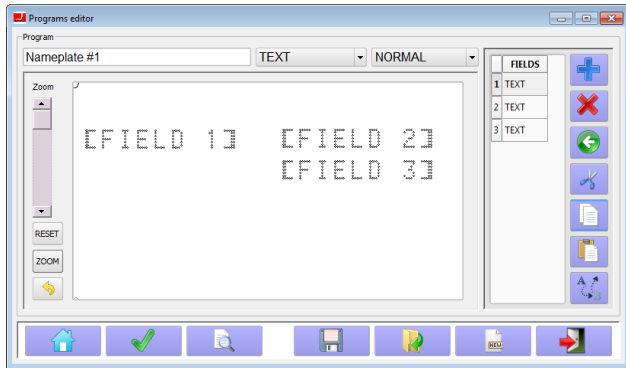 Programs editor
Program
Nameplate #1 TEXT NORMAL
Zoom
RESET
ZOOM
[FIELD 1] [FIELD 2]
[FIELD 3]
FIELDS
1 TEXT
2 TEXT
3 TEXT
A
NEW